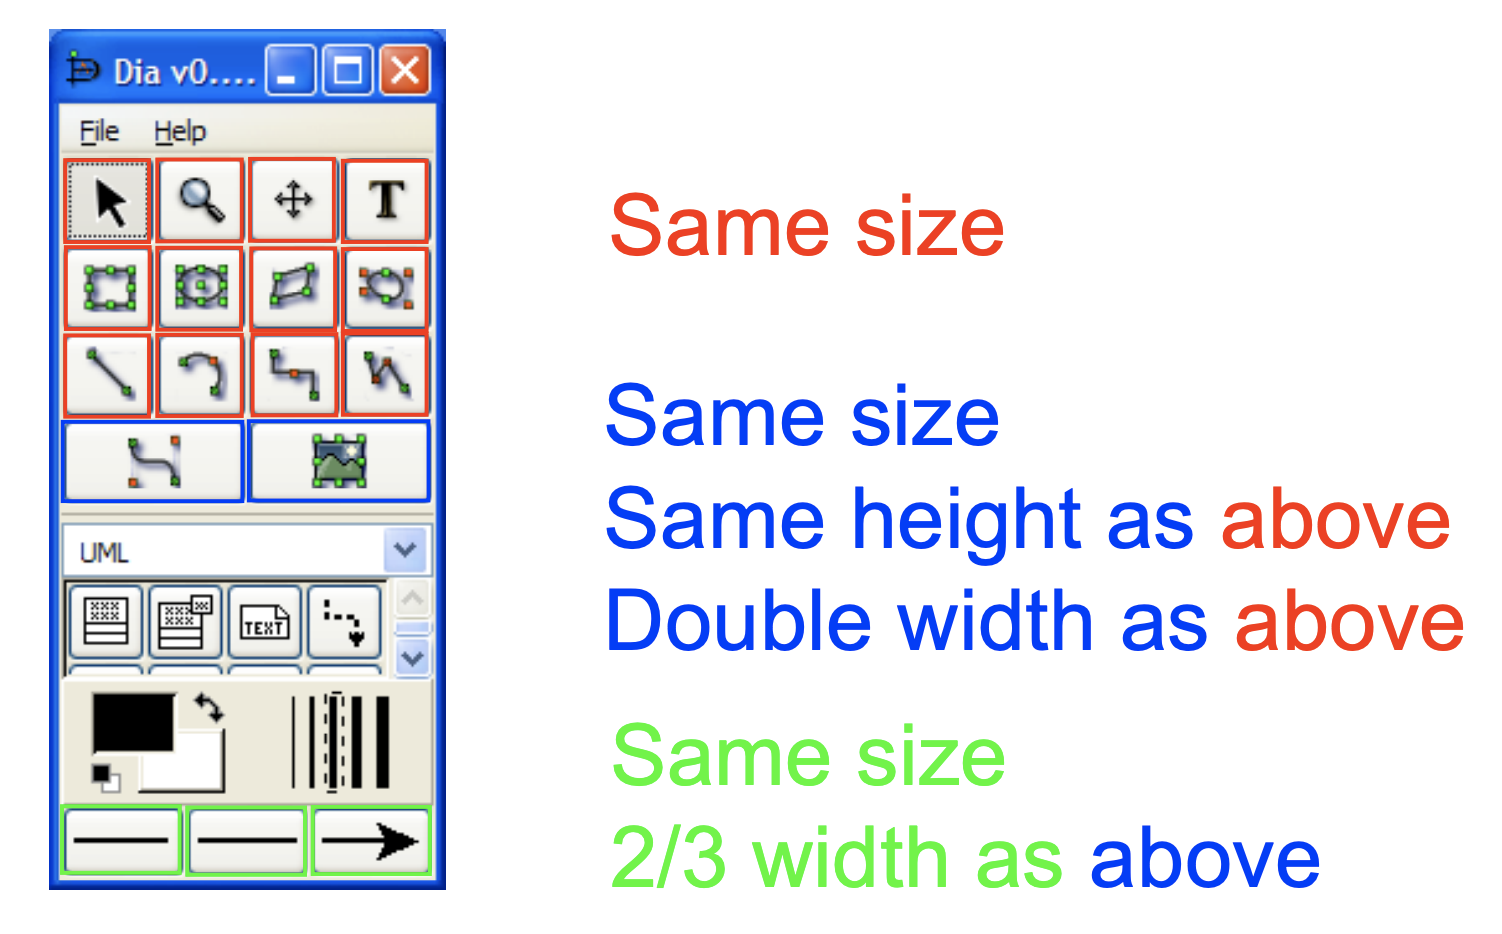 Dia v0....
File Help
T
Same size
Same size
Same height as above
UML
Double width as above
TEXT
Same size
2/3 width as above